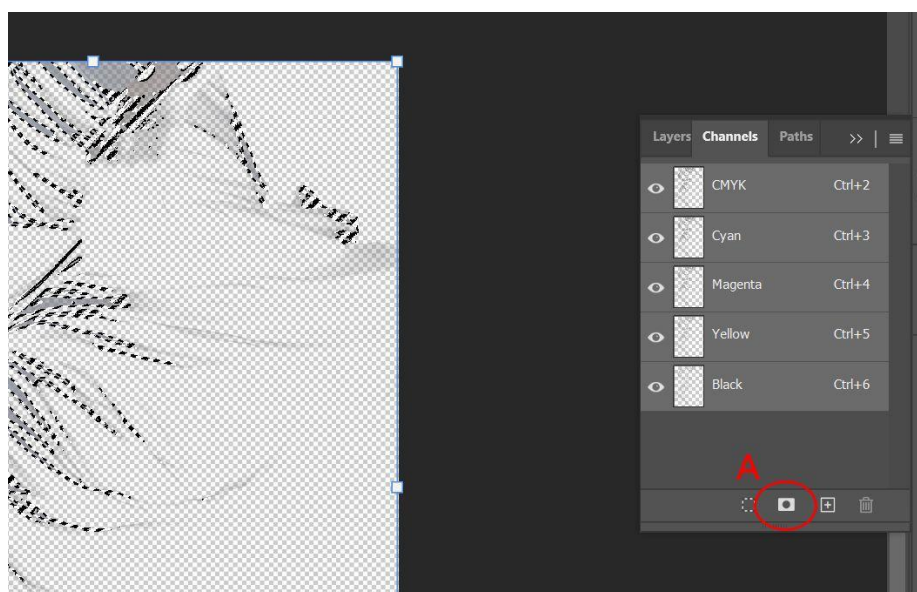 Layers Channels Paths
CMYK Ctrl+2
Cyan Ctrl+3
Magenta Ctrl+4
Yellow Ctrl+5
Black Ctrl+6
A